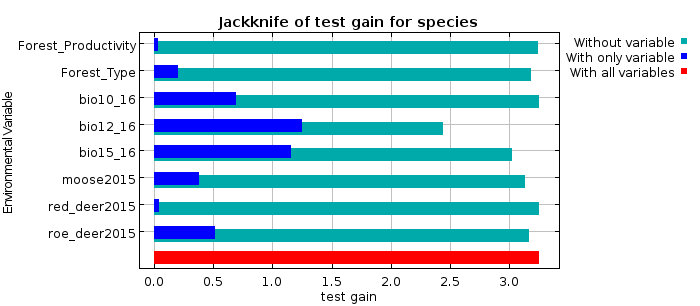 Jackknife of test gain for species
Environmental Variable
Forest_Productivity
Forest_Type
bio10_16
bio12_16
bio15_16
moose2015
red_deer2015
roe_deer2015
0.0 0.5 1.0 1.5 2.0 2.5 3.0
test gain
Without variable
With only variable
With all variables